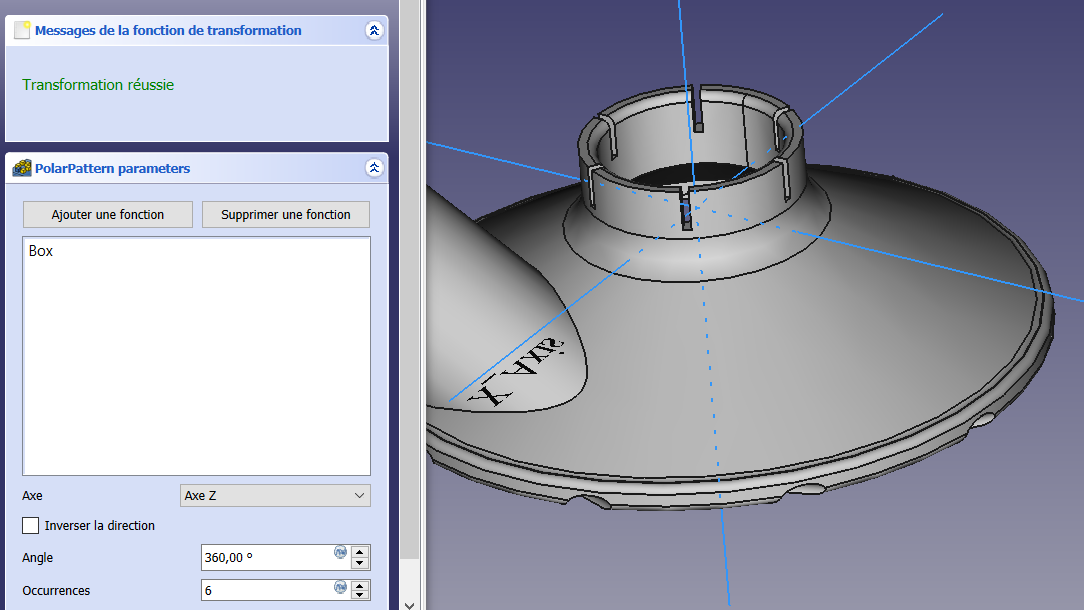 Messages de la fonction de transformation
Transformation réussie
PolarPattern parameters
Ajouter une fonction
Supprimer une fonction
Box
Axe
Axe Z
Inverser la direction
Angle
360,00 °
Occurrences
6
X Axis